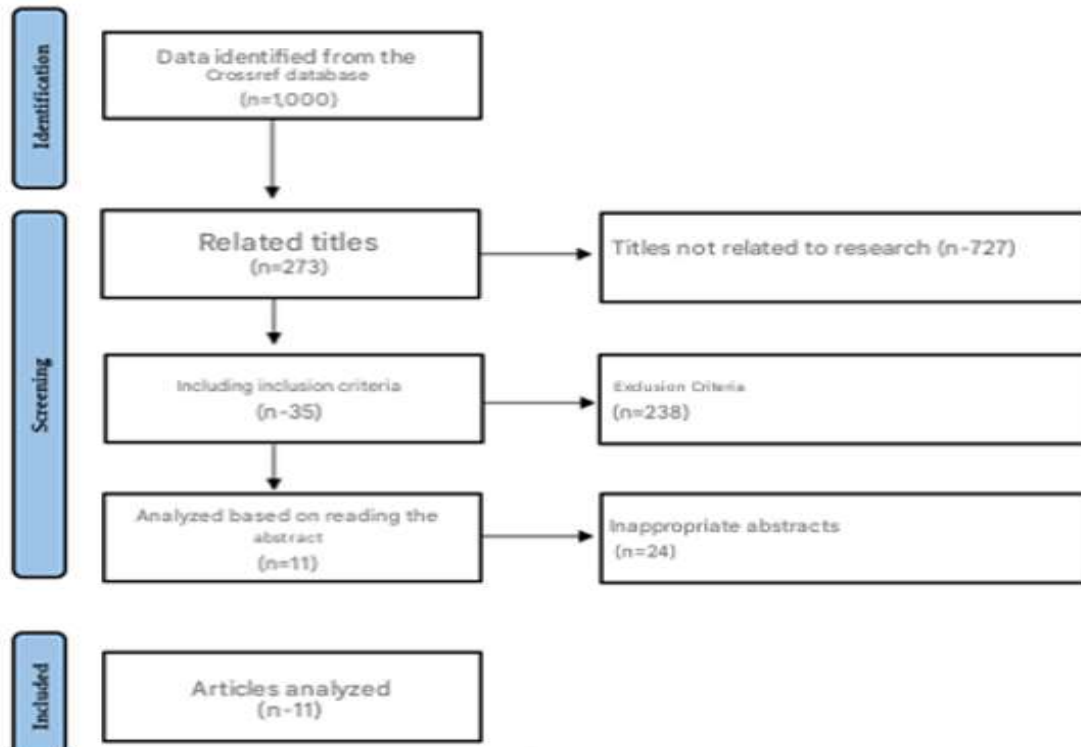 Identification
Data identified from the
Crossref database
(n=1,000)
Screening
Related titles
(n=273)
Titles not related to research (n-727)
Including inclusion criteria
(n-35)
Exclusion Criteria
(n=238)
Analyzed based on reading the
abstract
(n=11)
Inappropriate abstracts
(n=24)
Included
Articles analyzed
(n-11)